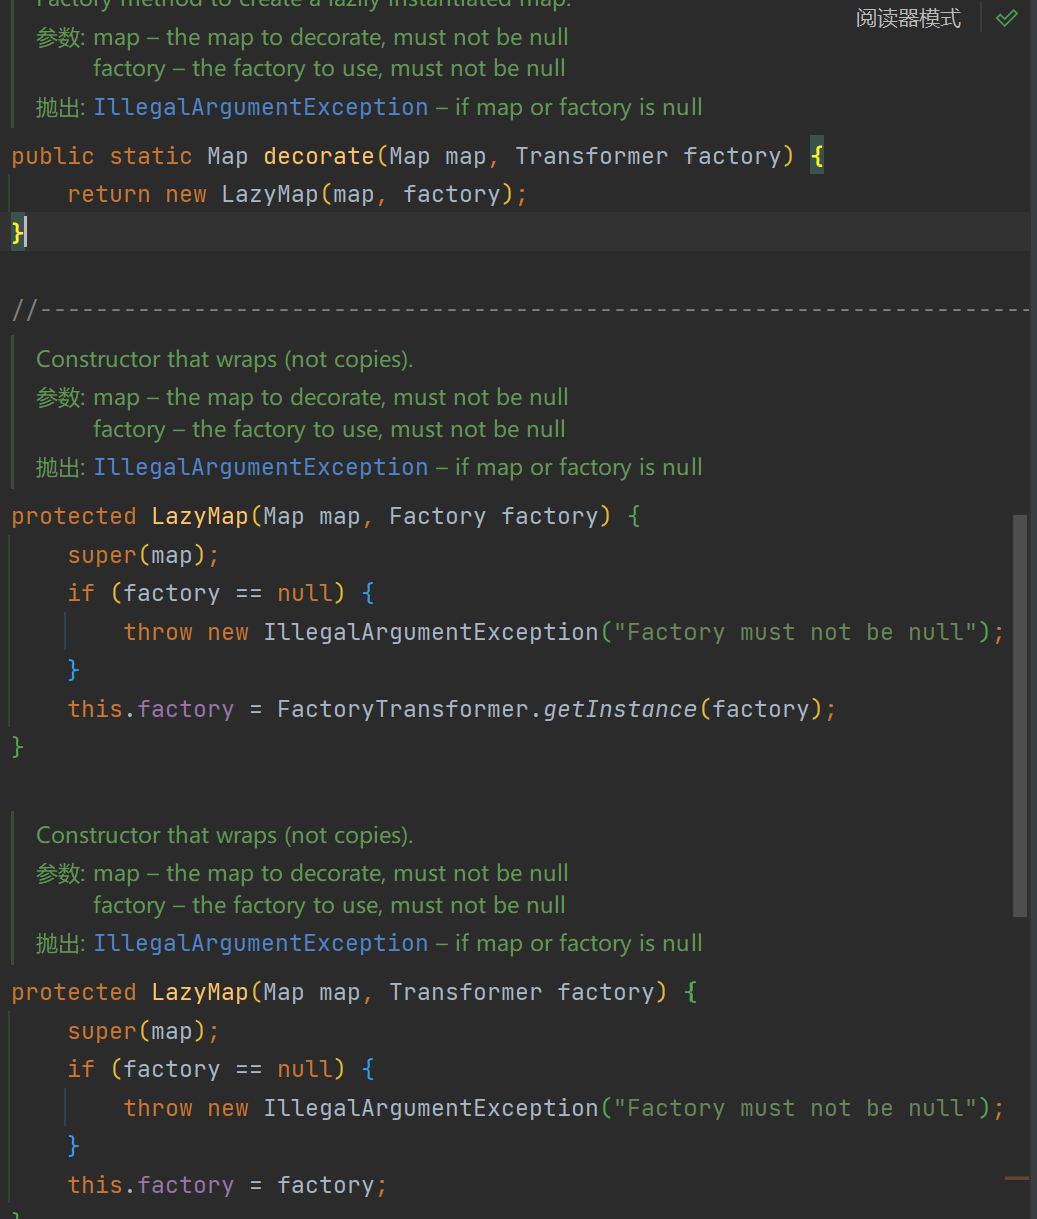 Factory method to create a lazily instantiated map.
阅读器模式
参数: map – the map to decorate, must not be null
factory – the factory to use, must not be null
抛出: IllegalArgumentException – if map or factory is null
public static Map decorate(Map map, Transformer factory) {
    return new LazyMap(map, factory);
}
//-----------------------------------------------------------------------
Constructor that wraps (not copies).
参数: map – the map to decorate, must not be null
factory – the factory to use, must not be null
抛出: IllegalArgumentException – if map or factory is null
protected LazyMap(Map map, Factory factory) {
    super(map);
    if (factory == null) {
        throw new IllegalArgumentException("Factory must not be null");
    }
    this.factory = FactoryTransformer.getInstance(factory);
}
Constructor that wraps (not copies).
参数: map – the map to decorate, must not be null
factory – the factory to use, must not be null
抛出: IllegalArgumentException – if map or factory is null
protected LazyMap(Map map, Transformer factory) {
    super(map);
    if (factory == null) {
        throw new IllegalArgumentException("Factory must not be null");
    }
    this.factory = factory;
}